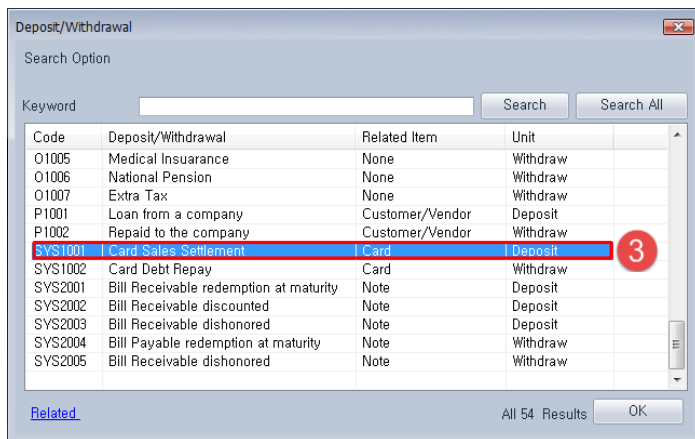 Deposit/Withdrawal
Search Option
Keyword Search Search All
Code Deposit/Withdrawal Related Item Unit
O1005 Medical Insuarance None Withdraw
O1006 National Pension None Withdraw
O1007 Extra Tax None Withdraw
P1001 Loan from a company Customer/Vendor Deposit
P1002 Repaid to the company Customer/Vendor Withdraw
SYS1001 Card Sales Settlement Card Deposit 3
SYS1002 Card Debt Repay Card Withdraw
SYS2001 Bill Receivable redemption at maturity Note Deposit
SYS2002 Bill Receivable discounted Note Deposit
SYS2003 Bill Receivable dishonored Note Deposit
SYS2004 Bill Payable redemption at maturity Note Withdraw
SYS2005 Bill Receivable dishonored Note Withdraw
Related All 54 Results OK